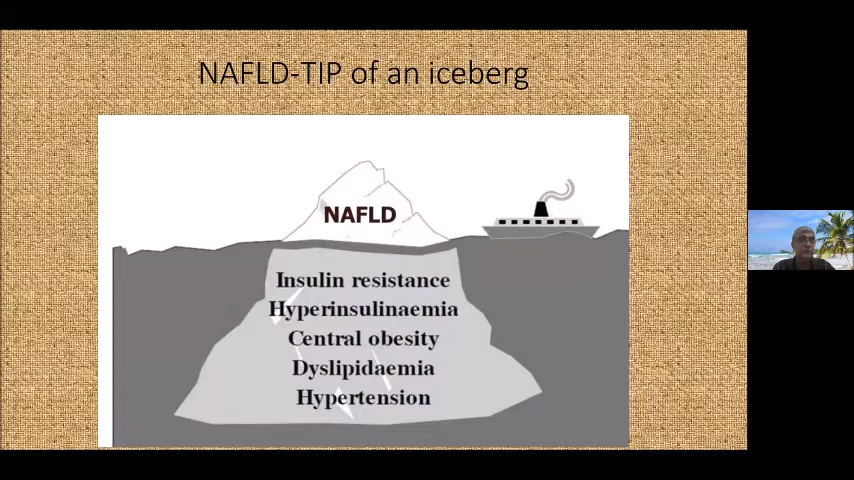 NAFLD-TIP of an iceberg
NAFLD
Insulin resistance
Hyperinsulinaemia
Central obesity
Dyslipidaemia
Hypertension